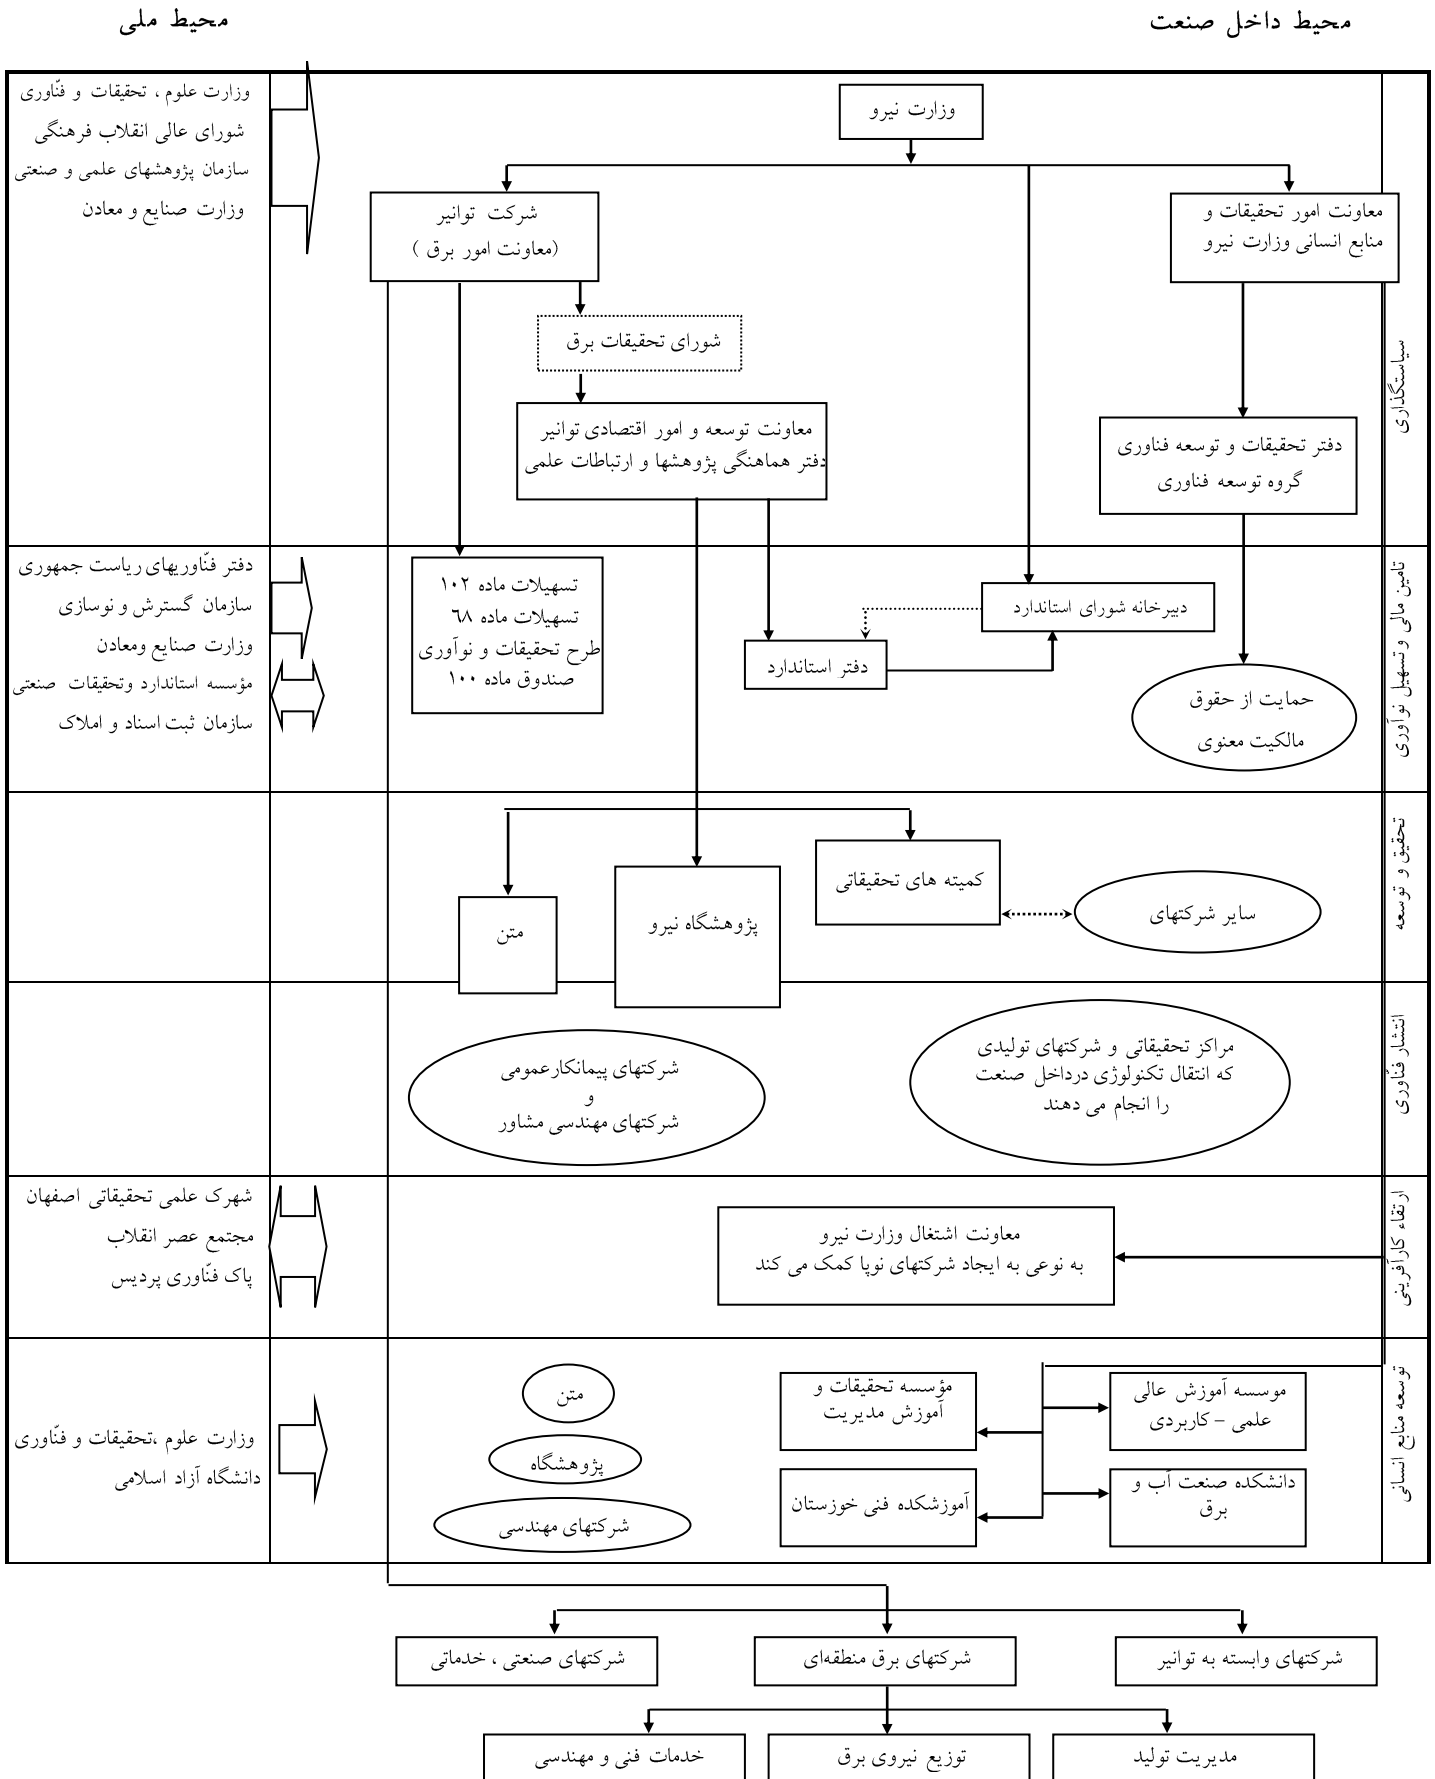 محیط داخل صنعت
محیط ملی
وزارت نیرو
معاونت امور تحقیقات و
منابع انسانی وزارت نیرو
شرکت توانیر
(معاونت امور برق )
شورای تحقیقات برق
معاونت توسعه و امور اقتصادی توانیر
دفتر هماهنگی پژوهشها و ارتباطات علمی
دفتر تحقیقات و توسعه فناوری
گروه توسعه فناوری
سیاستگذاری
وزارت علوم ، تحقیقات و فنّاوری
شورای عالی انقلاب فرهنگی
سازمان پژوهشهای علمی و صنعتی
وزارت صنایع و معادن
تامین مالی و تسهیل نوآوری
دبیرخانه شورای استاندارد
دفتر استاندارد
حمایت از حقوق
مالکیت معنوی
تسهیلات ماده ۱۰۲
تسهیلات ماده ٦٨
طرح تحقیقات و نوآوری
صندوق ماده ۱۰۰
دفتر فنّاوریهای ریاست جمهوری
سازمان گسترش و نوسازی
وزارت صنایع ومعادن
مؤسسه استاندارد وتحقیقات صنعتی
سازمان ثبت اسناد و املاک
تحقیق و توسعه
کمیته های تحقیقاتی
سایر شرکتهای
پژوهشگاه نیرو
متن
انتشار فنّاوری
مراکز تحقیقاتی و شرکتهای تولیدی
که انتقال تکنولوژی درداخل صنعت
را انجام می دهند
شرکتهای پیمانکارعمومی
و
شرکتهای مهندسی مشاور
ارتقاء کارآفرینی
معاونت اشتغال وزارت نیرو
به نوعی به ایجاد شرکتهای نوپا کمک می کند
شهرک علمی تحقیقاتی اصفهان
مجتمع عصر انقلاب
پاک فنّاوری پردیس
توسعه منابع انسانی
موسسه آموزش عالی
علمی – کاربردی
مؤسسه تحقیقات و
آموزش مدیریت
دانشکده صنعت آب و
برق
آموزشکده فنی خوزستان
متن
پژوهشگاه
شرکتهای مهندسی
وزارت علوم ،تحقیقات و فنّاوری
دانشگاه آزاد اسلامی
شرکتهای وابسته به توانیر
شرکتهای برق منطقه‌ای
شرکتهای صنعتی ، خدماتی
مدیریت تولید
توزیع نیروی برق
خدمات فنی و مهندسی